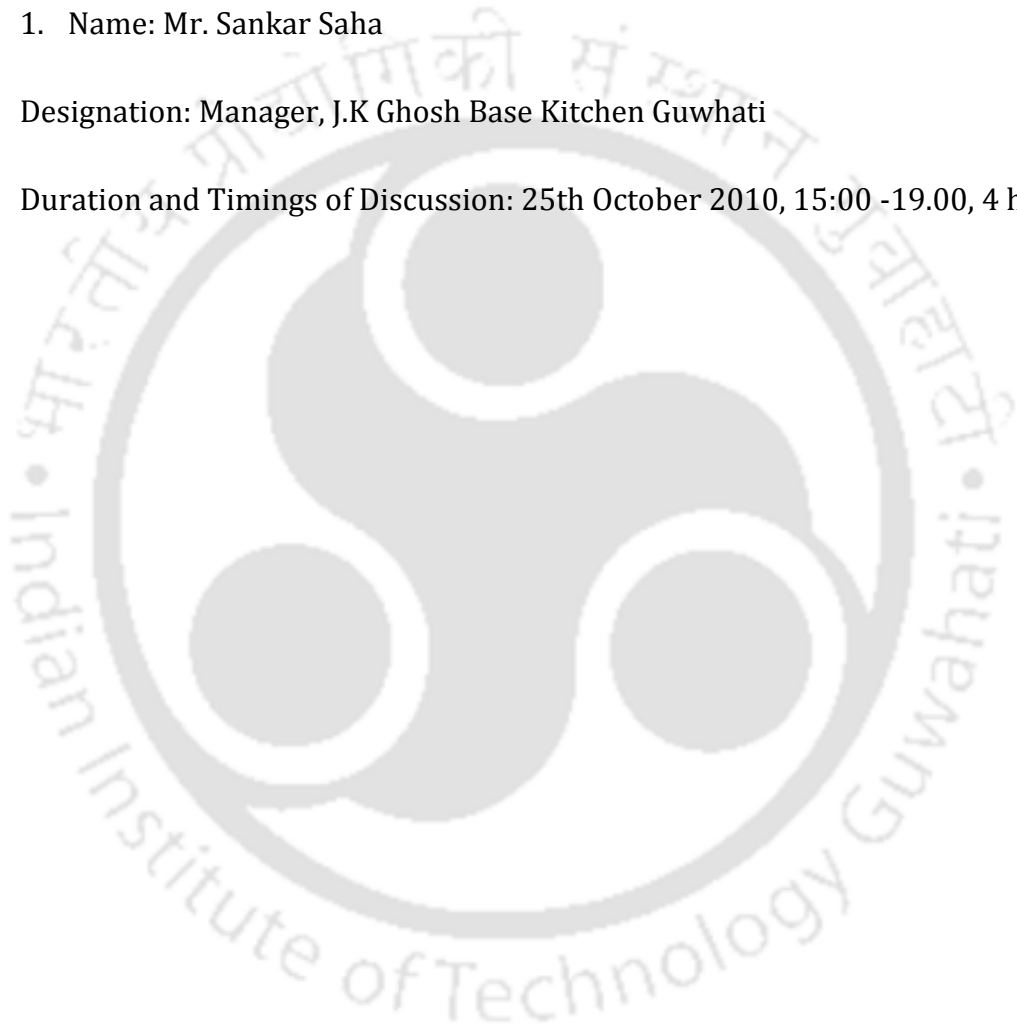 1. Name: Mr. Sankar Saha
Designation: Manager, J.K Ghosh Base Kitchen Guwhati
Duration and Timings of Discussion: 25th October 2010, 15:00 -19.00, 4 h
भारतीय प्रौद्योगिकी संस्थान गुवाहाटी
• Indian Institute of Technology Guwahati •